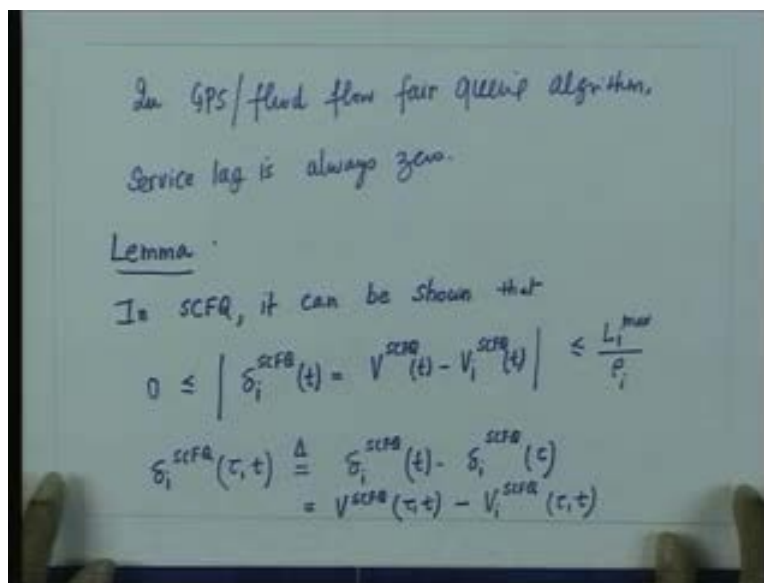 In GPS/fluid flow fair queing algorithm,
Service lag is always zero.
Lemma.
In SCFQ, it can be shown that
0 ≤ | δ_i^SCFQ(t) = V^SCFQ(t) - V_i^SCFQ(t) | ≤ L_i^max / ρ_i
δ_i^SCFQ(τ,t) ≜ δ_i^SCFQ(t) - δ_i^SCFQ(τ)
= V^SCFQ(τ,t) - V_i^SCFQ(τ,t)